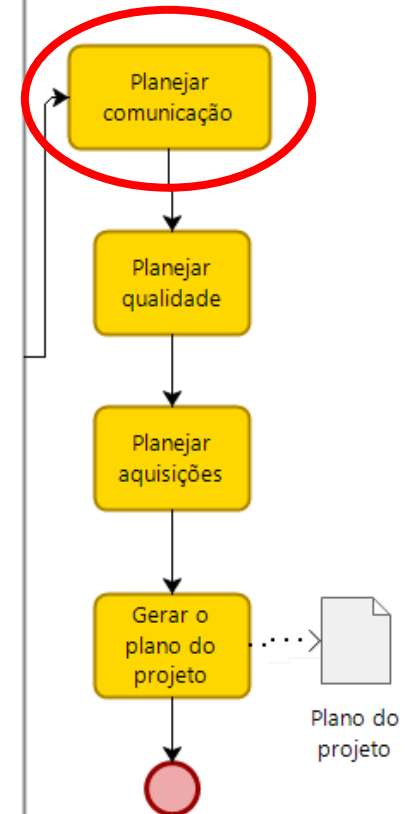 Planejar
comunicação
Planejar
qualidade
Planejar
aquisições
Gerar o
plano do
projeto
Plano do
projeto